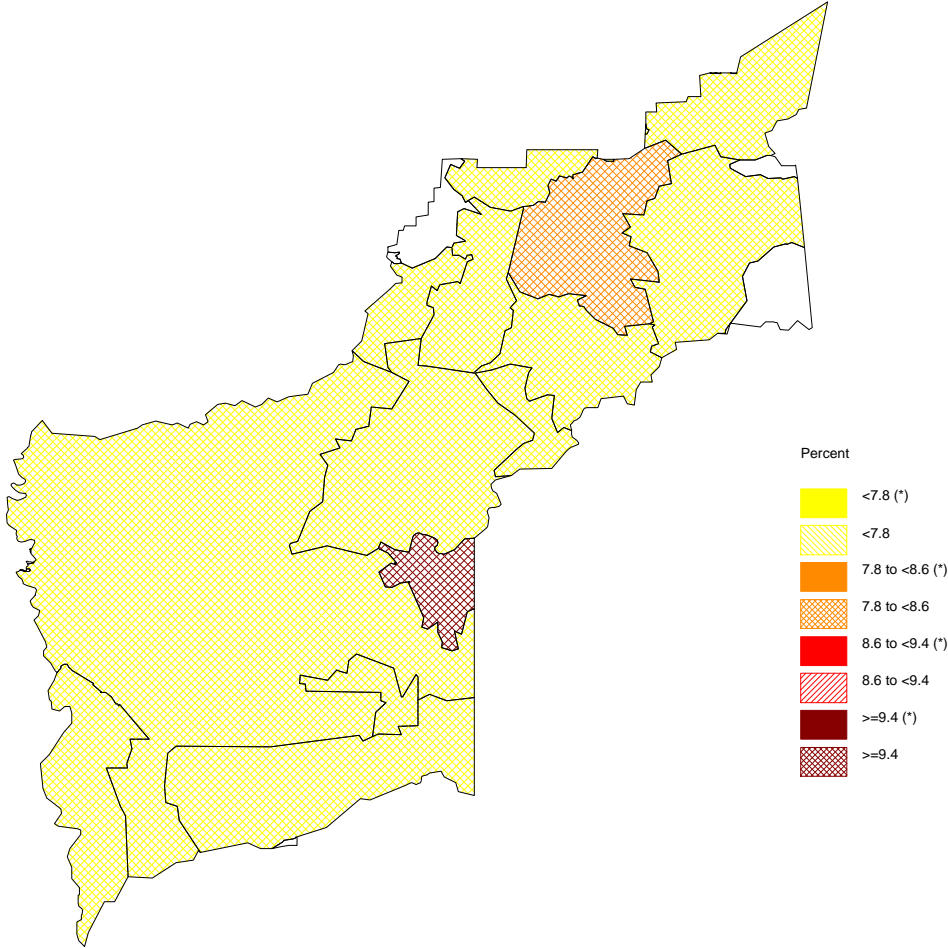 Percent
<7.8 (*)
<7.8
7.8 to <8.6 (*)
7.8 to <8.6
8.6 to <9.4 (*)
8.6 to <9.4
>=9.4 (*)
>=9.4